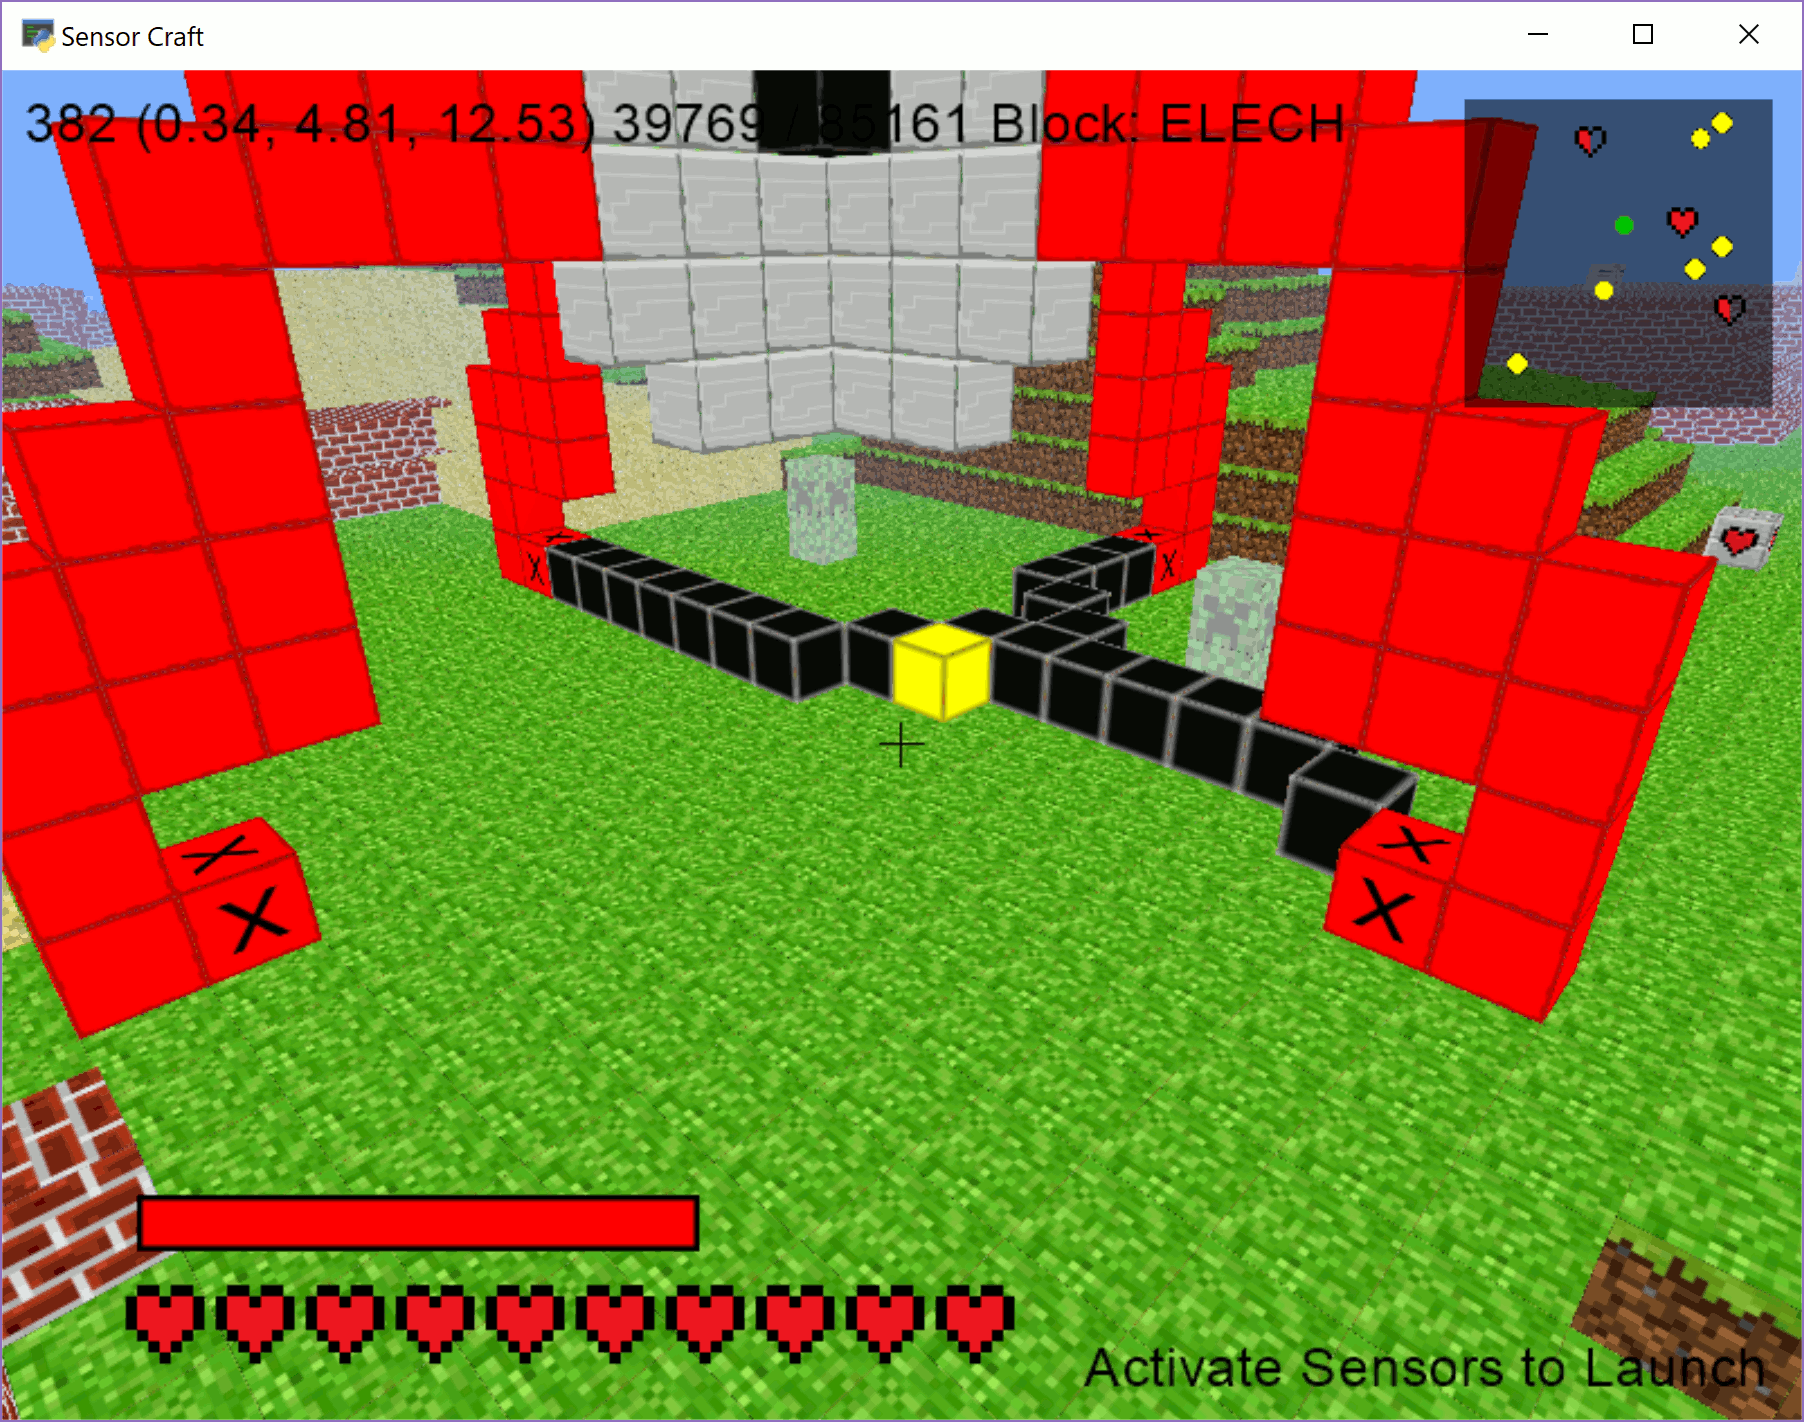 Sensor Craft
382 (0.34, 4.81, 12.53) 39769 / 85161 Block: ELECH
X
X
X
X
X
X
X
X
Activate Sensors to Launch